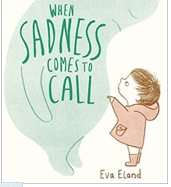 WHEN
SADNESS
COMES TO
CALL
Eva Eland